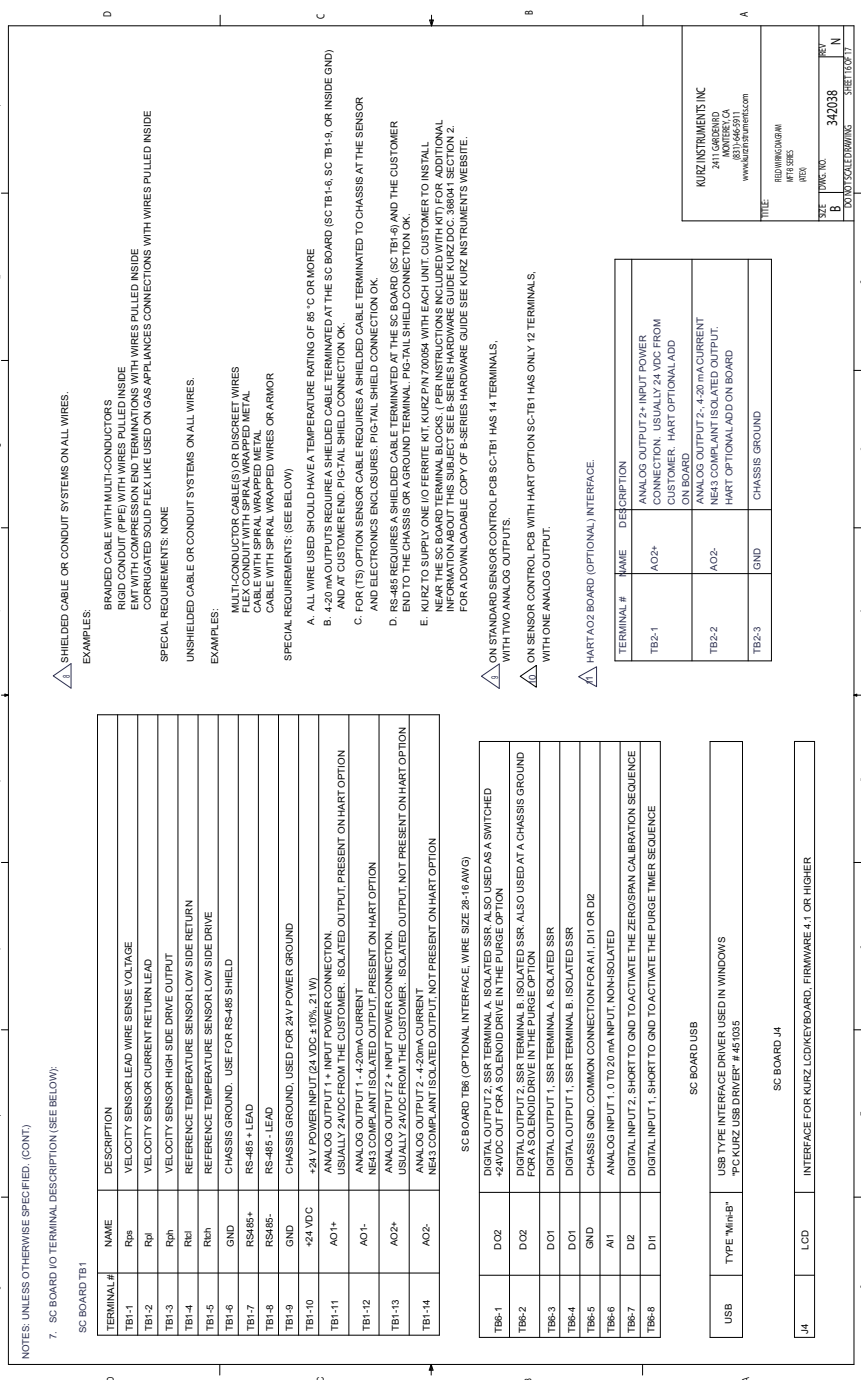 NOTES: UNLESS OTHERWISE SPECIFIED. (CONT.)
7. SC BOARD I/O TERMINAL DESCRIPTION (SEE BELOW):
SC BOARD TB1
TERMINAL # NAME DESCRIPTION
TB1-1 Rps VELOCITY SENSOR LEAD WIRE SENSE VOLTAGE
TB1-2 Rpl VELOCITY SENSOR CURRENT RETURN LEAD
TB1-3 Rph VELOCITY SENSOR HIGH SIDE DRIVE OUTPUT
TB1-4 Rtcl REFERENCE TEMPERATURE SENSOR LOW SIDE RETURN
TB1-5 Rtch REFERENCE TEMPERATURE SENSOR LOW SIDE DRIVE
TB1-6 GND CHASSIS GROUND. USE FOR RS-485 SHIELD
TB1-7 RS485+ RS-485 + LEAD
TB1-8 RS485- RS-485 - LEAD
TB1-9 GND CHASSIS GROUND. USED FOR 24V POWER GROUND
TB1-10 +24 VDC +24 V POWER INPUT (24 VDC ±10%, 21 W)
TB1-11 AO1+ ANALOG OUTPUT 1 + INPUT POWER CONNECTION.
USUALLY 24VDC FROM THE CUSTOMER. ISOLATED OUTPUT, PRESENT ON HART OPTION
TB1-12 AO1- ANALOG OUTPUT 1 - 4-20mA CURRENT
NE43 COMPLAINT ISOLATED OUTPUT, PRESENT ON HART OPTION
TB1-13 AO2+ ANALOG OUTPUT 2 + INPUT POWER CONNECTION.
USUALLY 24VDC FROM THE CUSTOMER. ISOLATED OUTPUT, NOT PRESENT ON HART OPTION
TB1-14 AO2- ANALOG OUTPUT 2 - 4-20mA CURRENT
NE43 COMPLAINT ISOLATED OUTPUT, NOT PRESENT ON HART OPTION
SC BOARD TB6 (OPTIONAL INTERFACE, WIRE SIZE 28-16 AWG)
TB6-1 DO2 DIGITAL OUTPUT 2, SSR TERMINAL A. ISOLATED SSR. ALSO USED AS A SWITCHED
+24VDC OUT FOR A SOLENOID DRIVE IN THE PURGE OPTION
TB6-2 DO2 DIGITAL OUTPUT 2, SSR TERMINAL B. ISOLATED SSR. ALSO USED AT A CHASSIS GROUND
FOR A SOLENOID DRIVE IN THE PURGE OPTION
TB6-3 DO1 DIGITAL OUTPUT 1, SSR TERMINAL A. ISOLATED SSR
TB6-4 DO1 DIGITAL OUTPUT 1, SSR TERMINAL B. ISOLATED SSR
TB6-5 GND CHASSIS GND. COMMON CONNECTION FOR AI1, DI1 OR DI2
TB6-6 AI1 ANALOG INPUT 1. 0 TO 20 mA INPUT, NON-ISOLATED
TB6-7 DI2 DIGITAL INPUT 2, SHORT TO GND TO ACTIVATE THE ZERO/SPAN CALIBRATION SEQUENCE
TB6-8 DI1 DIGITAL INPUT 1. SHORT TO GND TO ACTIVATE THE PURGE TIMER SEQUENCE
SC BOARD USB
USB TYPE "Mini-B" USB TYPE INTERFACE DRIVER USED IN WINDOWS
"PC KURZ USB DRIVER" # 451035
SC BOARD J4
J4 LCD INTERFACE FOR KURZ LCD/KEYBOARD, FIRMWARE 4.1 OR HIGHER
8 SHIELDED CABLE OR CONDUIT SYSTEMS ON ALL WIRES.
EXAMPLES:
BRAIDED CABLE WITH MULTI-CONDUCTORS
RIGID CONDUIT (PIPE) WITH WIRES PULLED INSIDE
EMT WITH COMPRESSION END TERMINATIONS WITH WIRES PULLED INSIDE
CORRUGATED SOLID FLEX LIKE USED ON GAS APPLIANCES CONNECTIONS WITH WIRES PULLED INSIDE
SPECIAL REQUIREMENTS: NONE
UNSHIELDED CABLE OR CONDUIT SYSTEMS ON ALL WIRES.
EXAMPLES:
MULTI-CONDUCTOR CABLE(S) OR DISCREET WIRES
FLEX CONDUIT WITH SPIRAL WRAPPED METAL
CABLE WITH SPIRAL WRAPPED METAL
CABLE WITH SPIRAL WRAPPED WIRES OR ARMOR
SPECIAL REQUIREMENTS: (SEE BELOW)
A. ALL WIRE USED SHOULD HAVE A TEMPERATURE RATING OF 85 °C OR MORE
B. 4-20 mA OUTPUTS REQUIRE A SHIELDED CABLE TERMINATED AT THE SC BOARD (SC TB1-6, SC TB1-9, OR INSIDE GND)
AND AT CUSTOMER END. PIG-TAIL SHIELD CONNECTION OK.
C. FOR (TS) OPTION SENSOR CABLE REQUIRES A SHIELDED CABLE TERMINATED TO CHASSIS AT THE SENSOR
AND ELECTRONICS ENCLOSURES. PIG-TAIL SHIELD CONNECTION OK.
D. RS-485 REQUIRES A SHIELDED CABLE TERMINATED AT THE SC BOARD (SC TB1-6) AND THE CUSTOMER
END TO THE CHASSIS OR A GROUND TERMINAL. PIG-TAIL SHIELD CONNECTION OK.
E. KURZ TO SUPPLY ONE I/O FERRITE KIT, KURZ P/N 700054 WITH EACH UNIT. CUSTOMER TO INSTALL
NEAR THE SC BOARD TERMINAL BLOCKS. ( PER INSTRUCTIONS INCLUDED WITH KIT) FOR ADDITIONAL
INFORMATION ABOUT THIS SUBJECT SEE B-SERIES HARDWARE GUIDE KURZ DOC. 368041 SECTION 2.
FOR A DOWNLOADABLE COPY OF B-SERIES HARDWARE GUIDE SEE KURZ INSTRUMENTS WEBSITE.
9 ON STANDARD SENSOR CONTROL PCB SC-TB1 HAS 14 TERMINALS,
WITH TWO ANALOG OUTPUTS.
10 ON SENSOR CONTROL PCB WITH HART OPTION SC-TB1 HAS ONLY 12 TERMINALS,
WITH ONE ANALOG OUTPUT.
11 HART AO2 BOARD (OPTIONAL) INTERFACE.
TERMINAL # NAME DESCRIPTION
TB2-1 AO2+ ANALOG OUTPUT 2+ INPUT POWER
CONNECTION. USUALLY 24 VDC FROM
CUSTOMER. HART OPTIONAL ADD
ON BOARD
TB2-2 AO2- ANALOG OUTPUT 2-, 4-20 mA CURRENT
NE43 COMPLAINT ISOLATED OUTPUT.
HART OPTIONAL ADD ON BOARD
TB2-3 GND CHASSIS GROUND
KURZ INSTRUMENTS INC
2411 GARDEN RD
MONTEREY, CA
(831)-646-5911
www.kurzinstruments.com
TITLE:
FIELD WIRING DIAGRAM
MFT-B SERIES
(ATEX)
SIZE DWG. NO. REV
B 342038 N
DO NOT SCALE DRAWING SHEET 16 OF 17
D
C
B
A
D
C
B
A